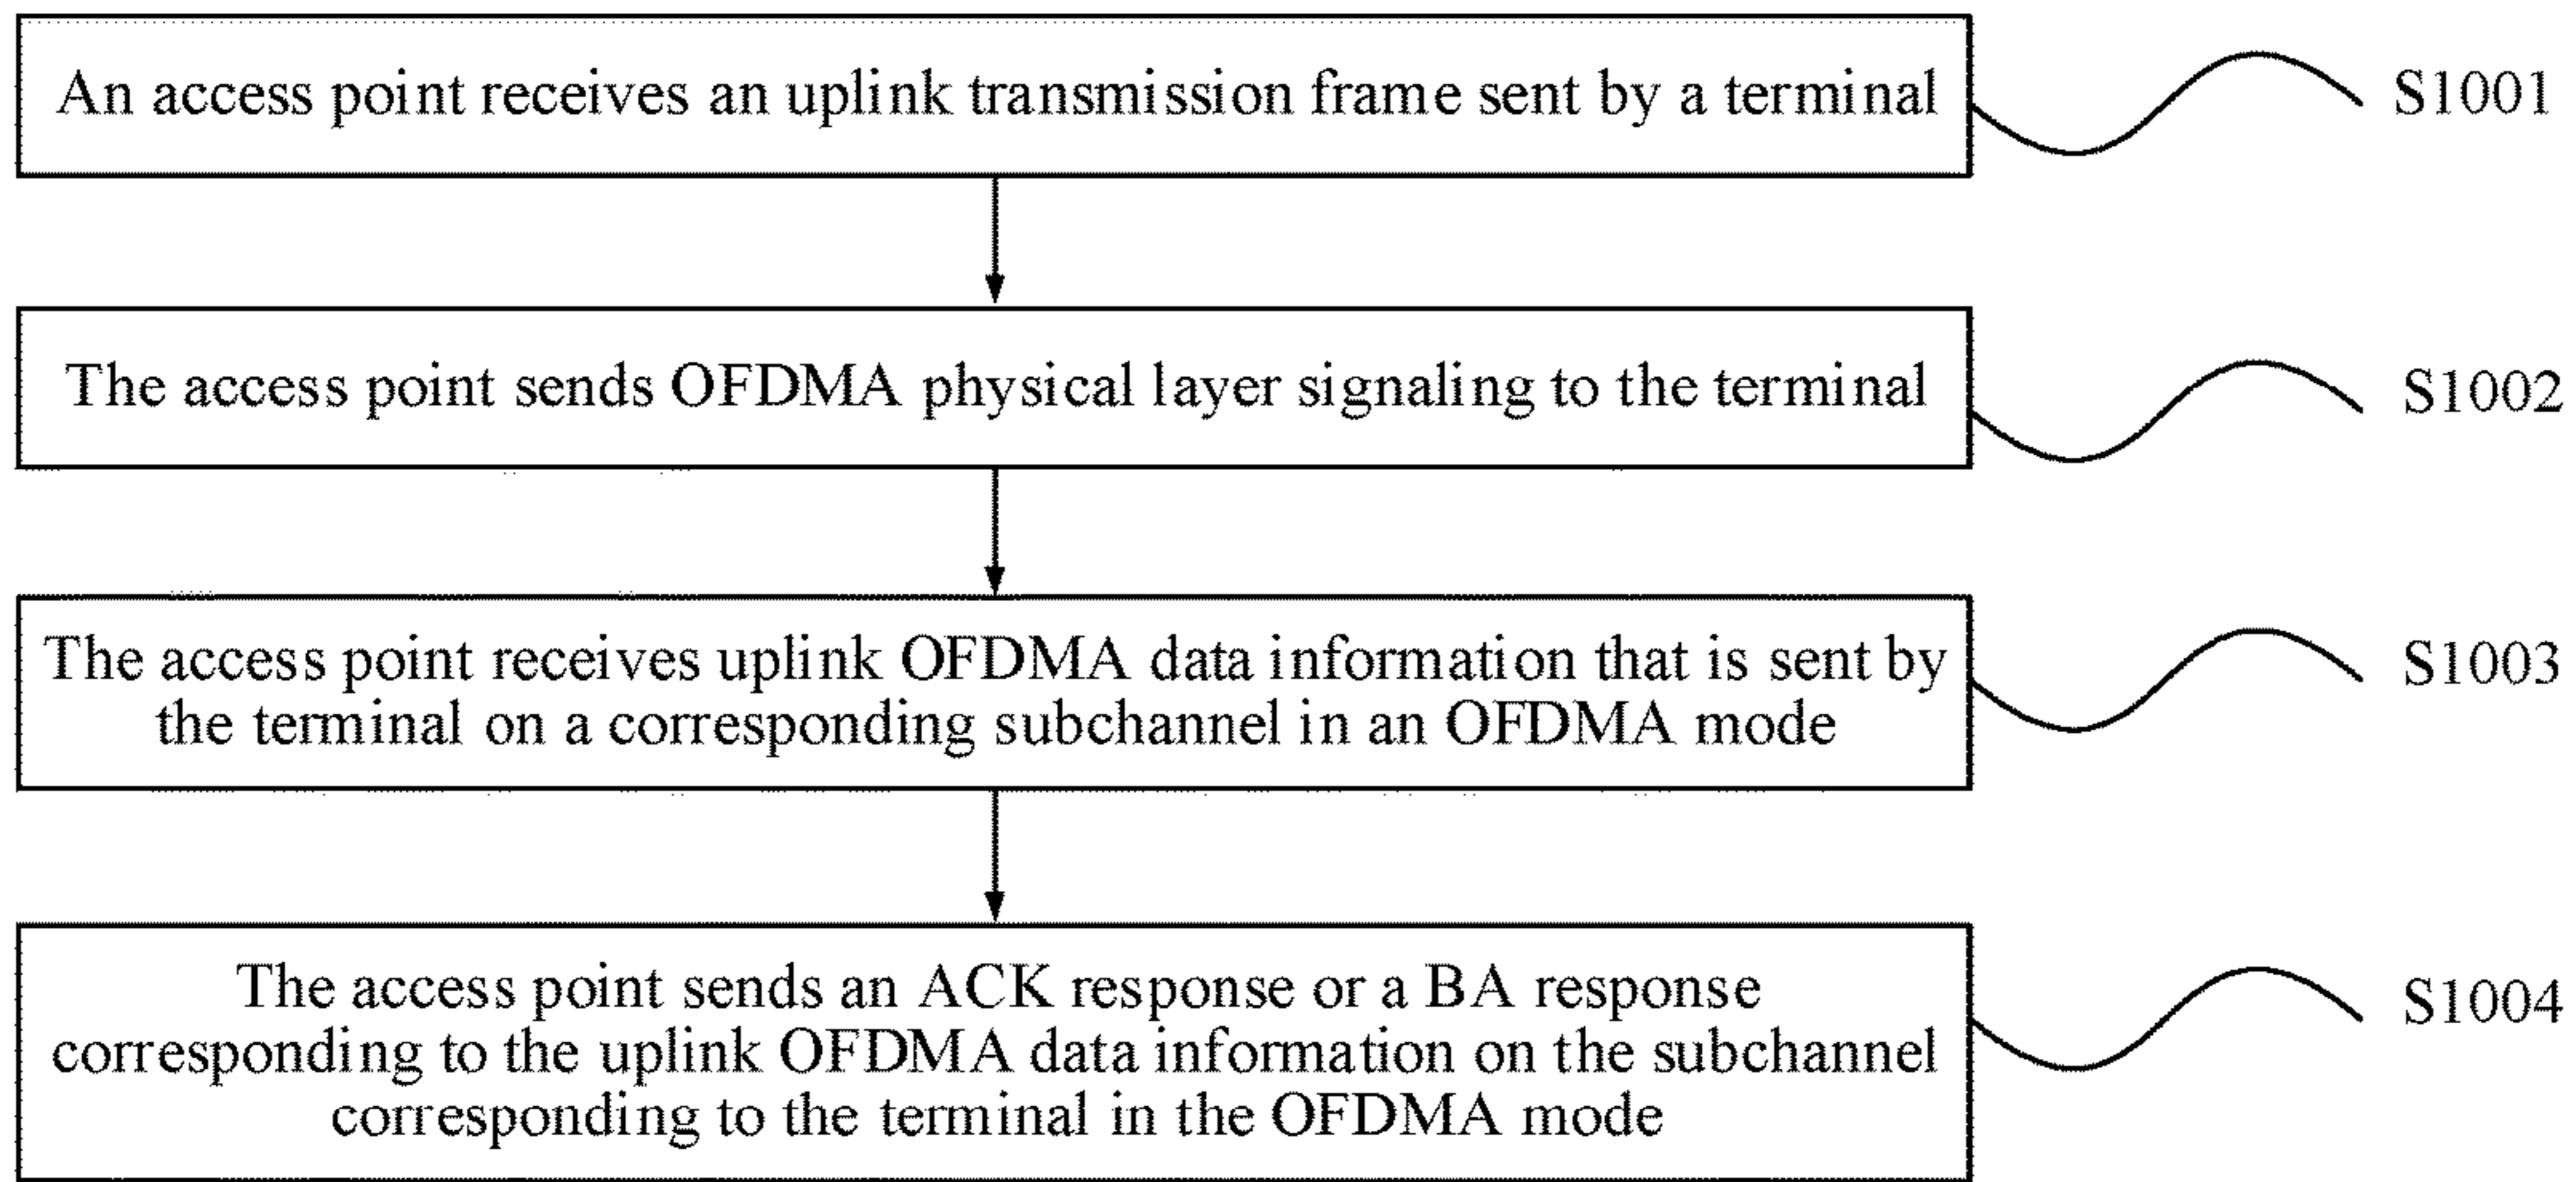 An access point receives an uplink transmission frame sent by a terminal
S1001
The access point sends OFDMA physical layer signaling to the terminal
S1002
The access point receives uplink OFDMA data information that is sent by
the terminal on a corresponding subchannel in an OFDMA mode
S1003
The access point sends an ACK response or a BA response
corresponding to the uplink OFDMA data information on the subchannel
corresponding to the terminal in the OFDMA mode
S1004